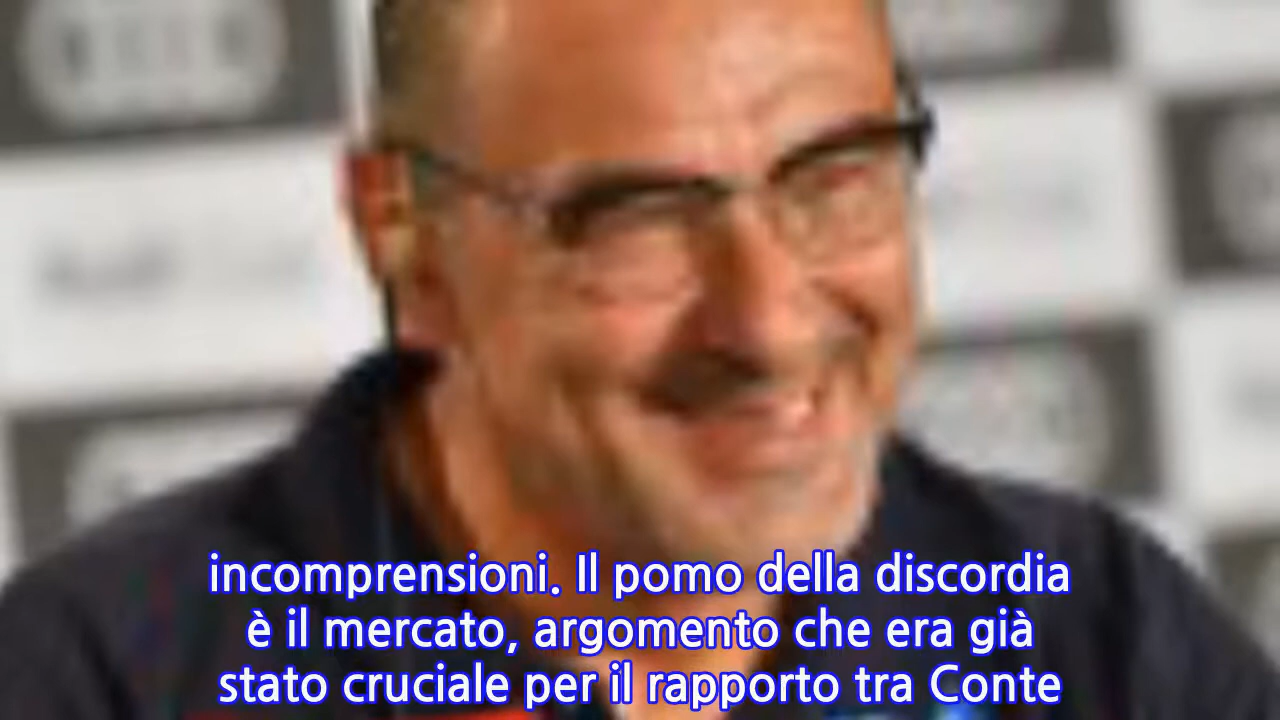 incomprensioni. Il pomo della discordia
è il mercato, argomento che era già
stato cruciale per il rapporto tra Conte